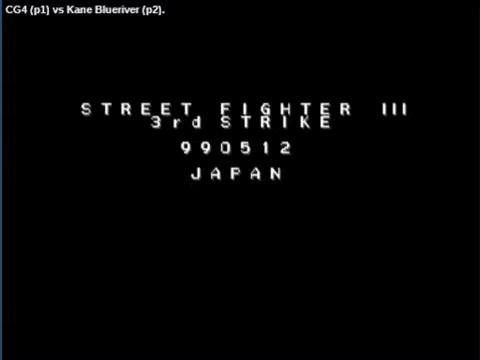 CG4 (p1) vs Kane Blueriver (p2).
STREET FIGHTER III
3rd STRIKE
990512
JAPAN